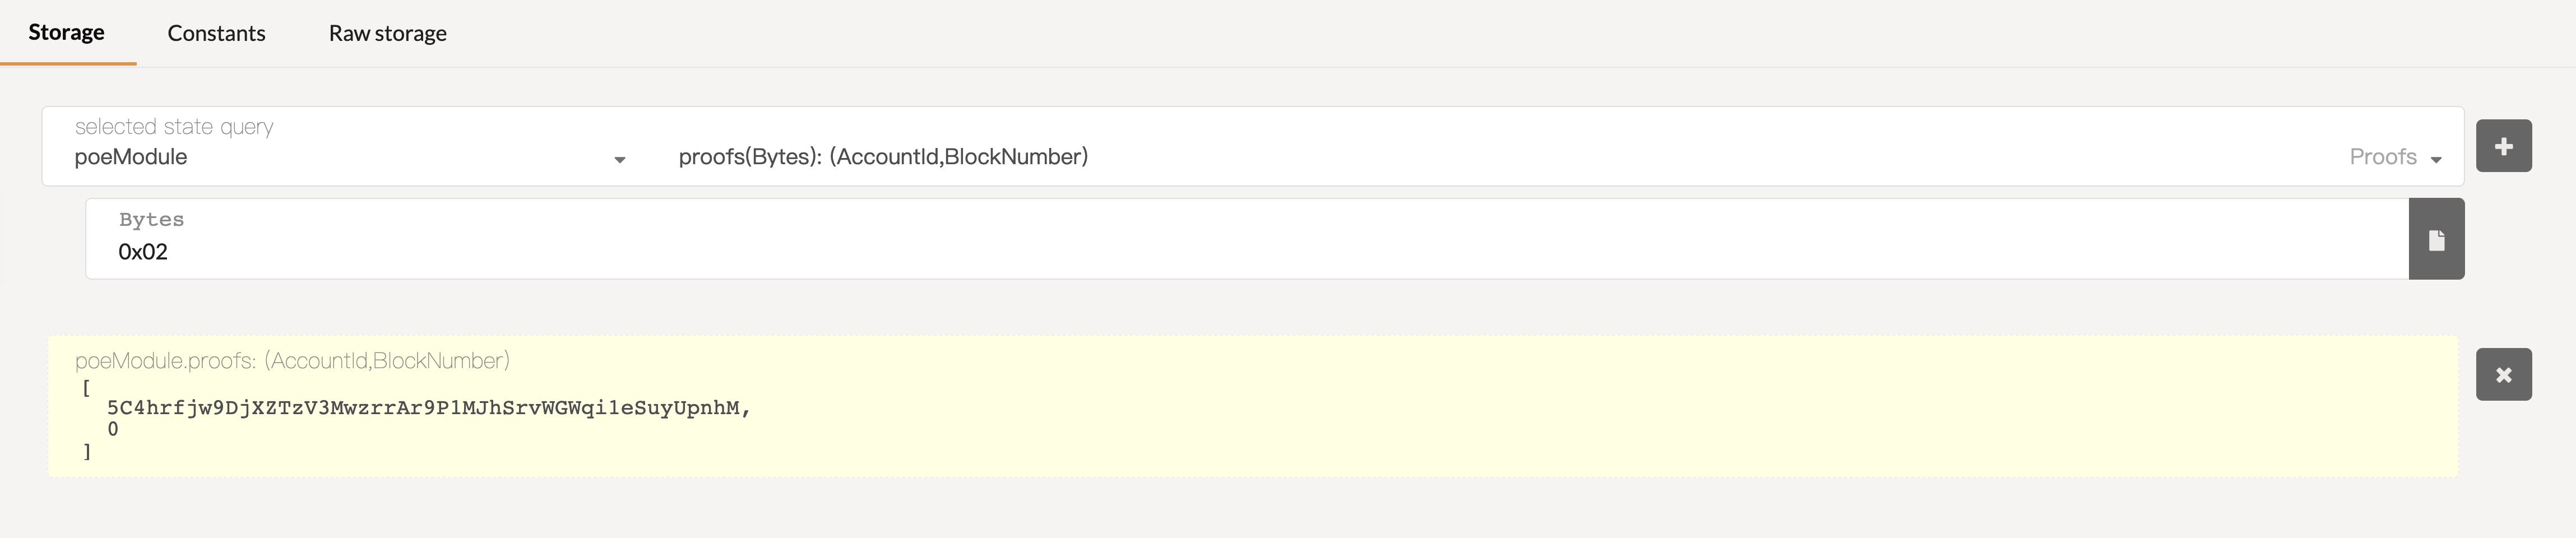 Storage Constants Raw storage
selected state query
poeModule proofs(Bytes): (AccountId,BlockNumber) Proofs
Bytes
0x02
poeModule.proofs: (AccountId,BlockNumber)
[
5C4hrfjw9DjXZTzV3MwzrrAr9P1MJhSrvWGWqi1eSuyUpnhM,
0
]